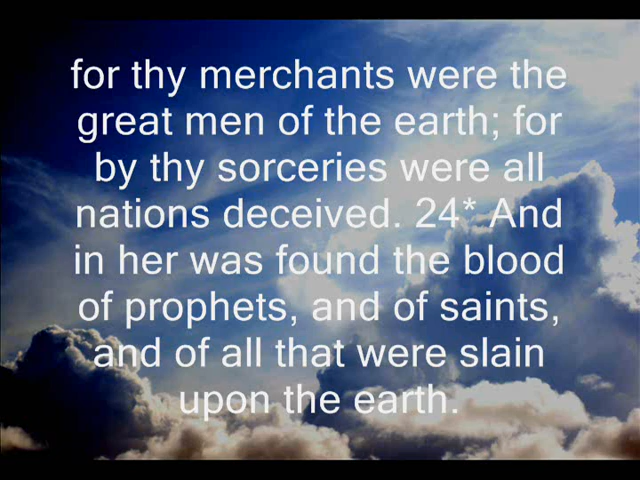 for thy merchants were the
great men of the earth; for
by thy sorceries were all
nations deceived. 24* And
in her was found the blood
of prophets, and of saints,
and of all that were slain
upon the earth.